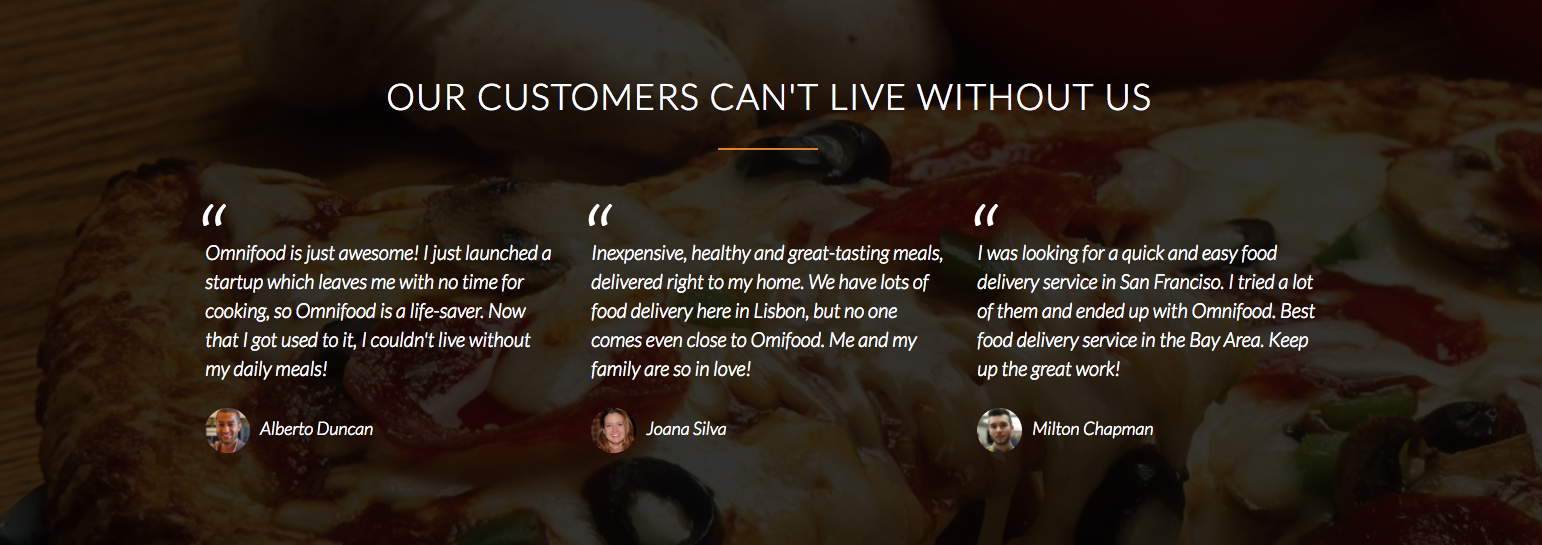 OUR CUSTOMERS CAN'T LIVE WITHOUT US
“
Omnifood is just awesome! I just launched a
startup which leaves me with no time for
cooking, so Omnifood is a life-saver. Now
that I got used to it, I couldn't live without
my daily meals!
Alberto Duncan
“
Inexpensive, healthy and great-tasting meals,
delivered right to my home. We have lots of
food delivery here in Lisbon, but no one
comes even close to Omifood. Me and my
family are so in love!
Joana Silva
“
I was looking for a quick and easy food
delivery service in San Franciso. I tried a lot
of them and ended up with Omnifood. Best
food delivery service in the Bay Area. Keep
up the great work!
Milton Chapman